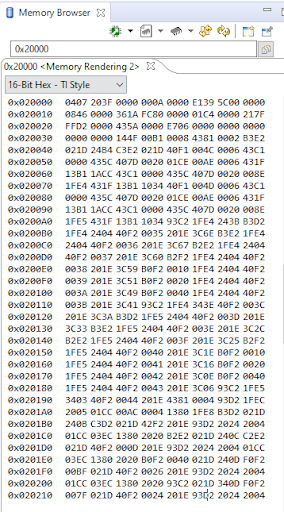 Memory Browser
0x20000
0x20000 <Memory Rendering 2>
16-Bit Hex - TI Style
0x020000 0407 203F 0000 000A 0000 E139 5C00 0000
0x020010 0846 0000 361A FC80 0000 01C4 0000 217F
0x020020 FFD2 0000 435A 0000 E706 0000 0000 0000
0x020030 0000 0000 144F 00B1 0008 4381 0002 B3E2
0x020040 021D 24B4 C3E2 021D 40F1 004C 0006 43C1
0x020050 0000 435C 407D 0020 01CE 00AE 0006 431F
0x020060 13B1 1ACC 43C1 0000 435C 407D 0020 008E
0x020070 1FE4 431F 13B1 1034 40F1 004D 0006 43C1
0x020080 0000 435C 407D 0020 01CE 00AE 0006 431F
0x020090 13B1 1ACC 43C1 0000 435C 407D 0020 008E
0x0200A0 1FE5 431F 13B1 1034 93C2 1FE4 243B B3D2
0x0200B0 1FE4 2404 40F2 0035 201E 3C6E B3E2 1FE4
0x0200C0 2404 40F2 0036 201E 3C67 B2E2 1FE4 2404
0x0200D0 40F2 0037 201E 3C60 B2F2 1FE4 2404 40F2
0x0200E0 0038 201E 3C59 B0F2 0010 1FE4 2404 40F2
0x0200F0 0039 201E 3C51 B0F2 0020 1FE4 2404 40F2
0x020100 003A 201E 3C49 B0F2 0040 1FE4 2404 40F2
0x020110 003B 201E 3C41 93C2 1FE4 343E 40F2 003C
0x020120 201E 3C3A B3D2 1FE5 2404 40F2 003D 201E
0x020130 3C33 B3E2 1FE5 2404 40F2 003E 201E 3C2C
0x020140 B2E2 1FE5 2404 40F2 003F 201E 3C25 B2F2
0x020150 1FE5 2404 40F2 0040 201E 3C1E B0F2 0010
0x020160 1FE5 2404 40F2 0041 201E 3C16 B0F2 0020
0x020170 1FE5 2404 40F2 0042 201E 3C0E B0F2 0040
0x020180 1FE5 2404 40F2 0043 201E 3C06 93C2 1FE5
0x020190 3403 40F2 0044 201E 4381 0004 93D2 1FEC
0x0201A0 2005 01CC 00AC 0004 1380 1FE8 B3D2 021D
0x0201B0 240B C3D2 021D 42F2 201E 93D2 2024 2004
0x0201C0 01CC 03EC 1380 2020 B2E2 021D 240C C2E2
0x0201D0 021D 40F2 000D 201E 93D2 2024 2004 01CC
0x0201E0 03EC 1380 2020 B0F2 0040 021D 240D F0F2
0x0201F0 00BF 021D 40F2 0026 201E 93D2 2024 2004
0x020200 01CC 03EC 1380 2020 93C2 021D 340D F0F2
0x020210 007F 021D 40F2 0024 201E 93D2 2024 2004